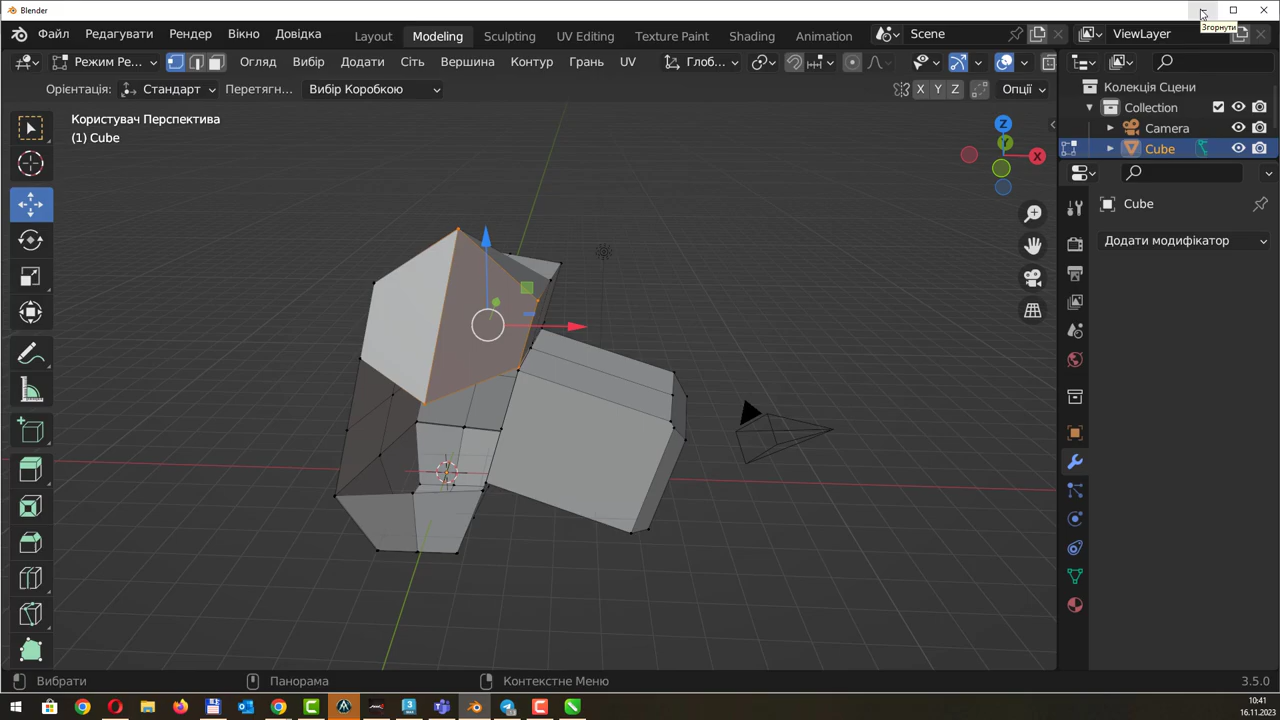 Blender
Згорнути
Файл Редагувати Рендер Вікно Довідка Layout Modeling Sculpting UV Editing Texture Paint Shading Animation Scene ViewLayer
Режим Ре... Огляд Вибір Додати Сіть Вершина Контур Грань UV Глоб...
Орієнтація: Стандарт Перетягн... Вибір Коробкою X Y Z Опції
Користувач Перспектива
(1) Cube
Z
Y
X
Колекція Сцени
Collection
Camera
Cube
Cube
Додати модифікатор
Вибрати Панорама Контекстне Меню 3.5.0
10:41
16.11.2023